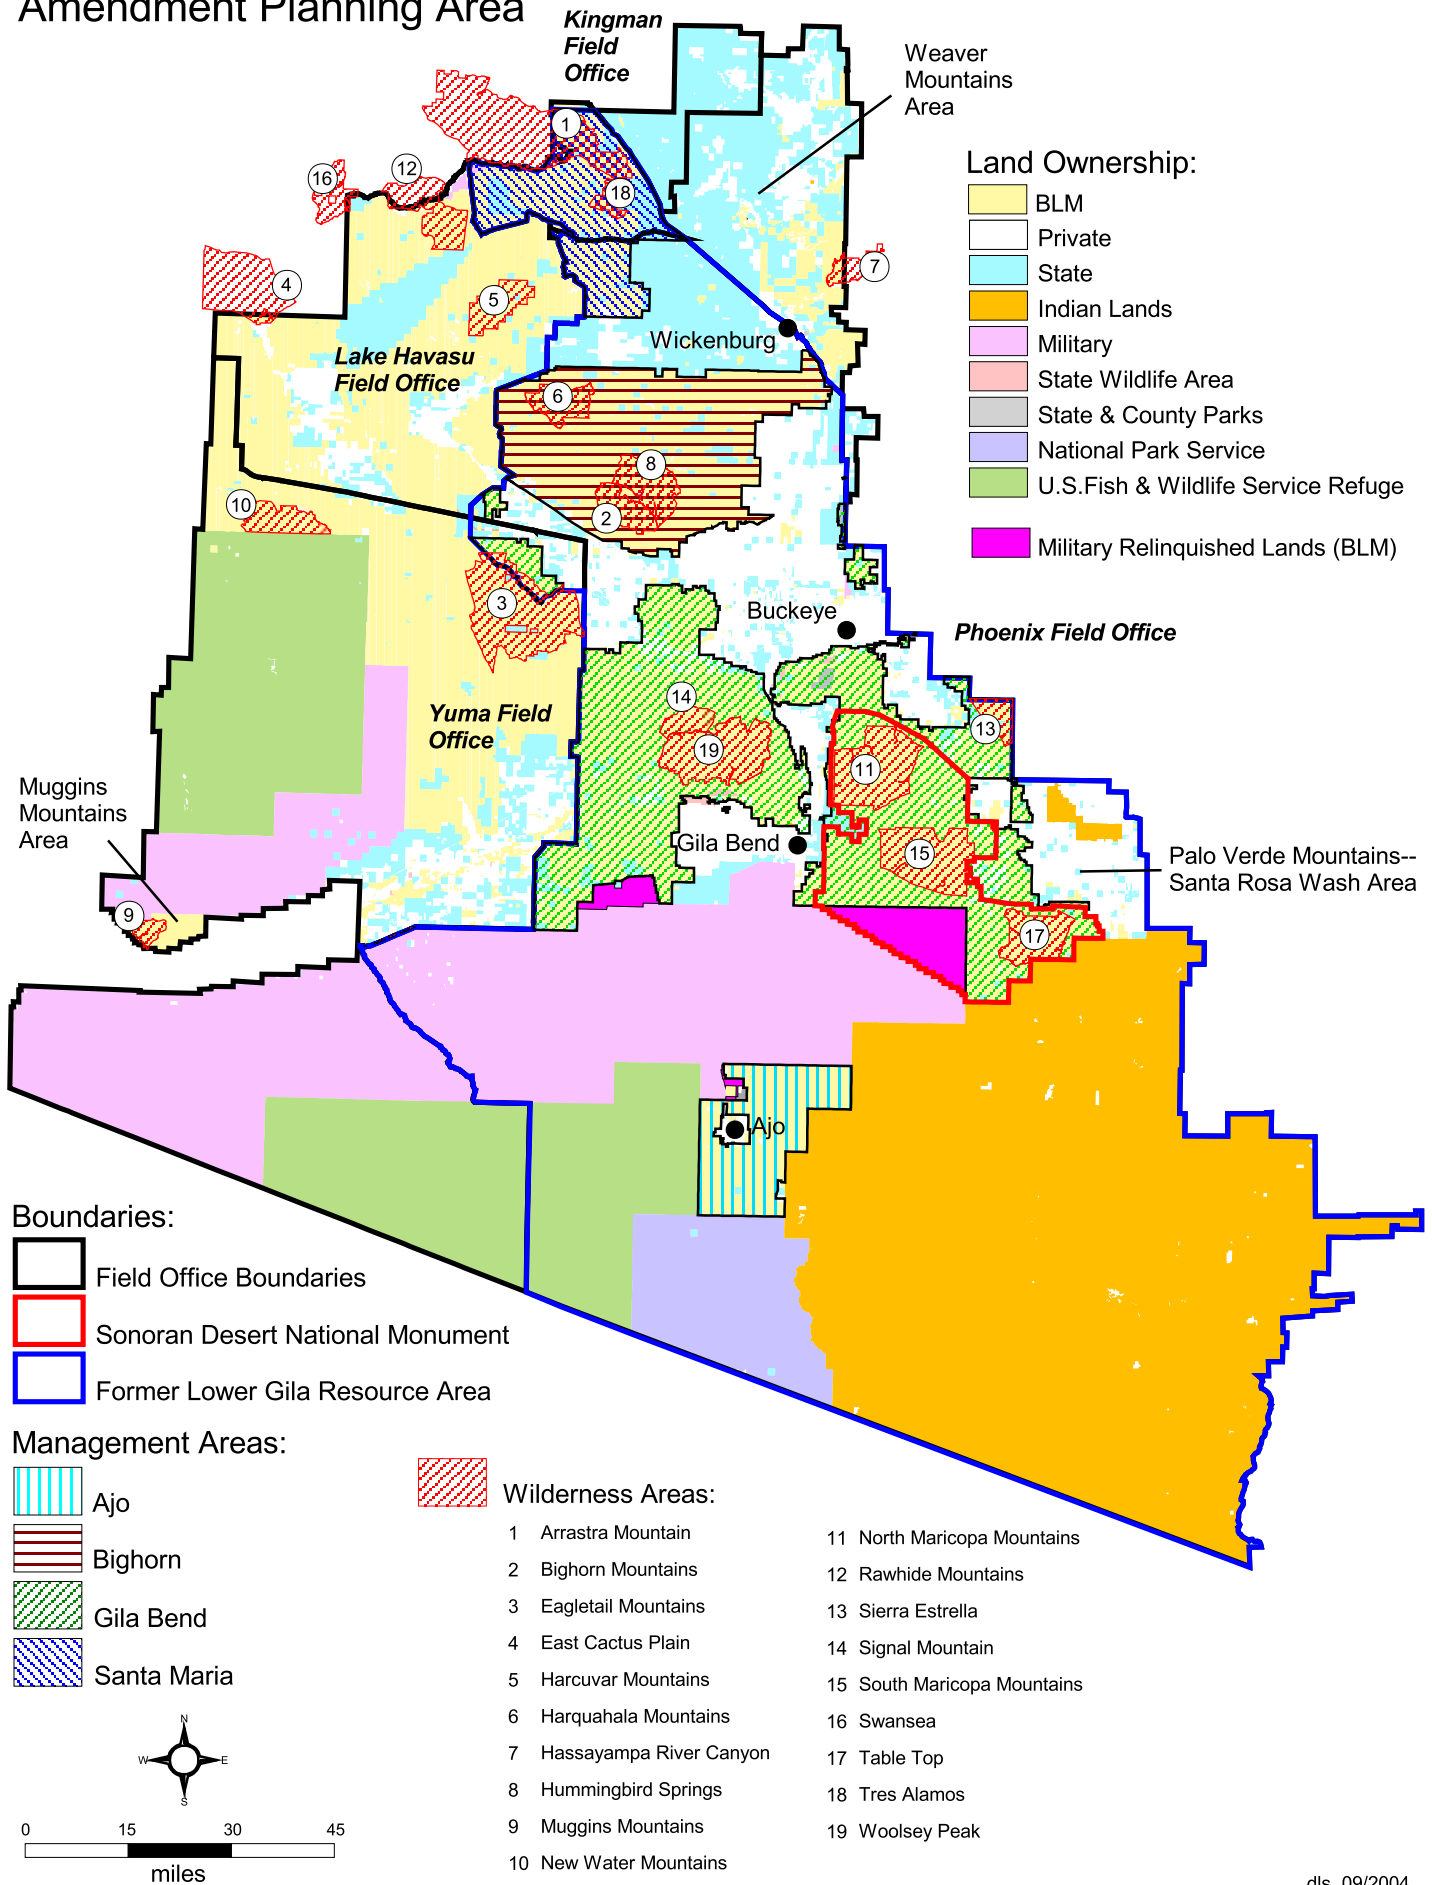 Amendment Planning Area
Kingman
Field
Office
Weaver
Mountains
Area
1
12
16
18
7
4
5
Land Ownership:
BLM
Private
State
Indian Lands
Military
State Wildlife Area
State & County Parks
National Park Service
U.S.Fish & Wildlife Service Refuge
Military Relinquished Lands (BLM)
Wickenburg
Lake Havasu
Field Office
6
8
2
10
3
Buckeye
Phoenix Field Office
14
Yuma Field
Office
19
13
11
Muggins
Mountains
Area
Gila Bend
15
Palo Verde Mountains--
Santa Rosa Wash Area
9
17
Ajo
Boundaries:
Field Office Boundaries
Sonoran Desert National Monument
Former Lower Gila Resource Area
Management Areas:
Ajo
Bighorn
Gila Bend
Santa Maria
Wilderness Areas:
1 Arrastra Mountain
2 Bighorn Mountains
3 Eagletail Mountains
4 East Cactus Plain
5 Harcuvar Mountains
6 Harquahala Mountains
7 Hassayampa River Canyon
8 Hummingbird Springs
9 Muggins Mountains
10 New Water Mountains
11 North Maricopa Mountains
12 Rawhide Mountains
13 Sierra Estrella
14 Signal Mountain
15 South Maricopa Mountains
16 Swansea
17 Table Top
18 Tres Alamos
19 Woolsey Peak
N
W E
S
0 15 30 45
miles
dls 09/2004